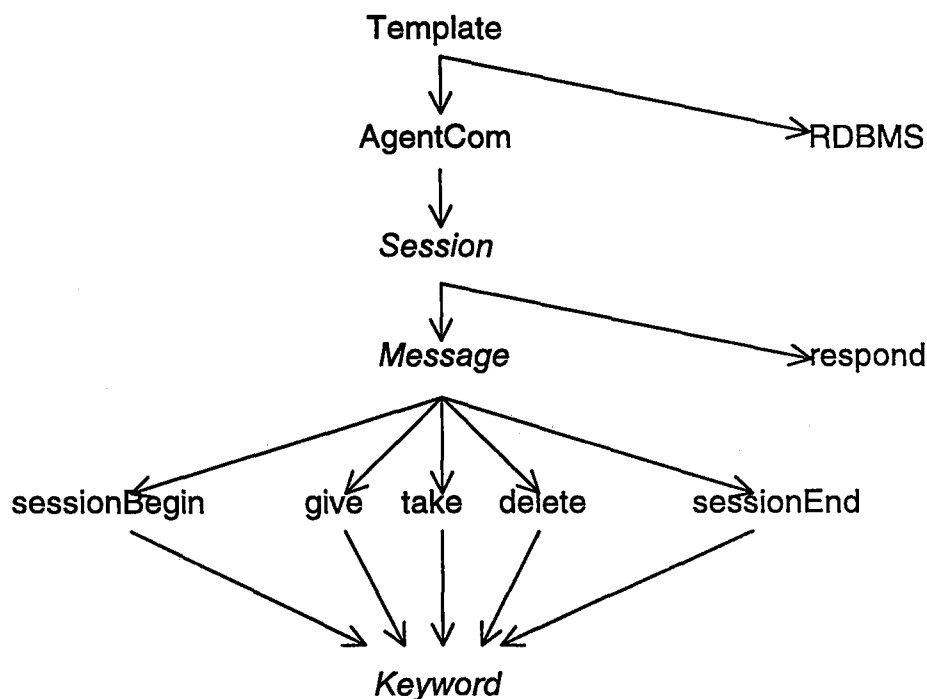 Template
AgentCom RDBMS
Session
Message respond
sessionBegin give take delete sessionEnd
Keyword